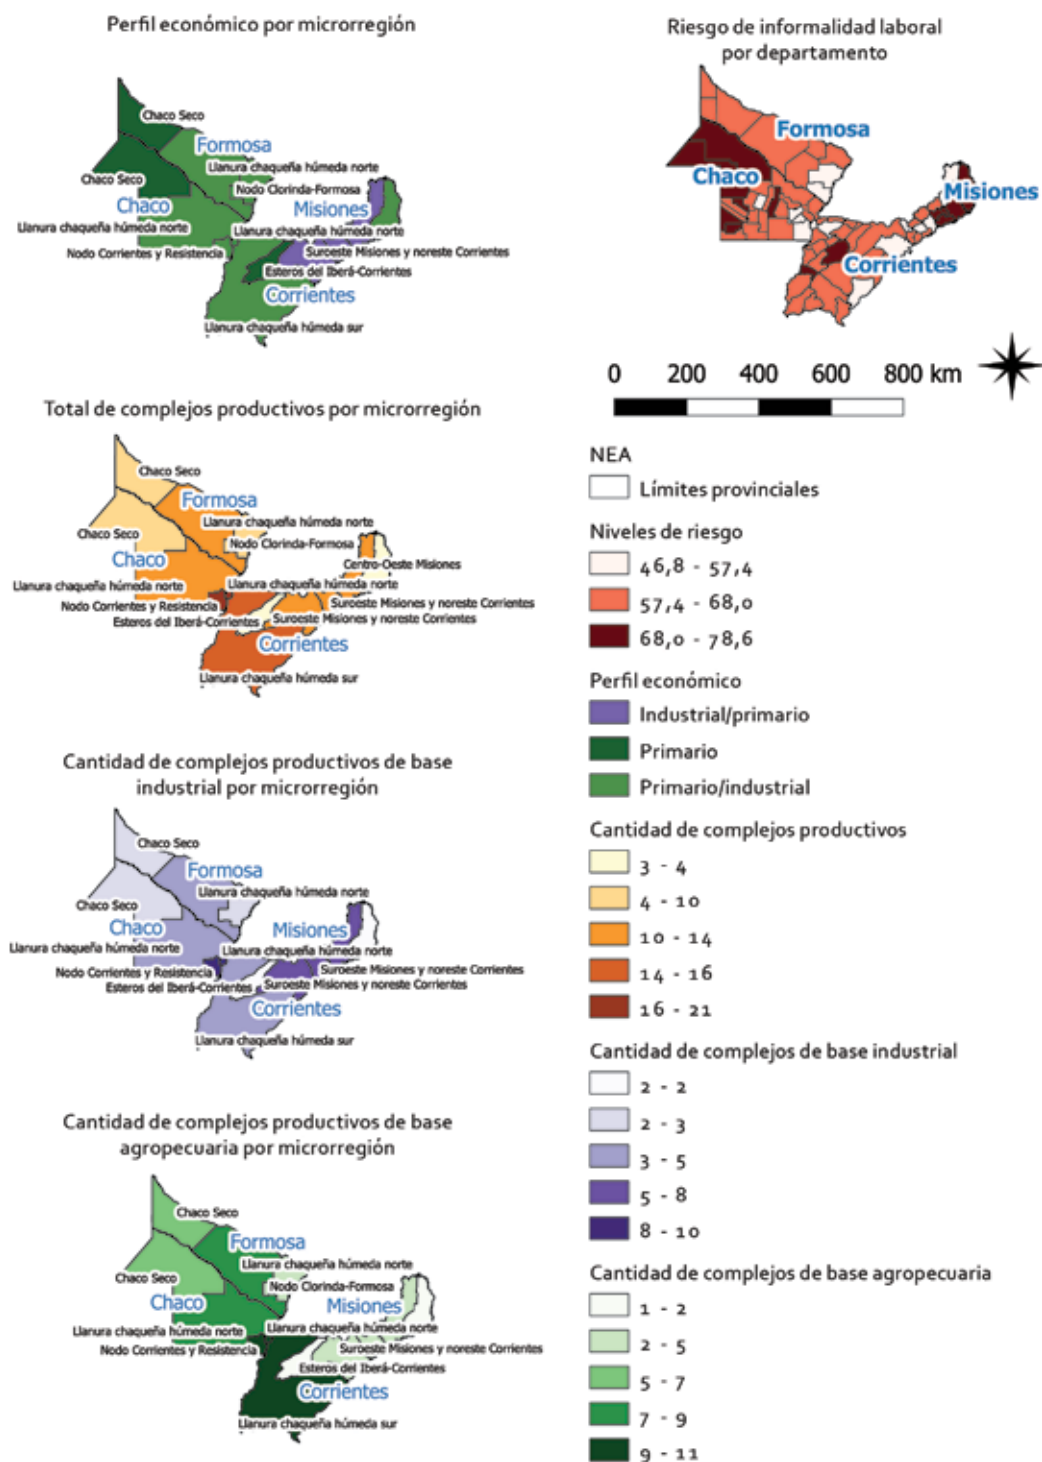 Perfil económico por microrregión
Chaco Seco
Formosa
Llanura chaqueña húmeda norte
Chaco Seco
Nodo Clorinda-Formosa
Chaco
Misiones
Llanura chaqueña húmeda norte
Llanura chaqueña húmeda norte
Nodo Corrientes y Resistencia
Suroeste Misiones y noreste Corrientes
Esteros del Iberá-Corrientes
Corrientes
Llanura chaqueña húmeda sur
Riesgo de informalidad laboral
por departamento
Formosa
Chaco
Misiones
Corrientes
0 200 400 600 800 km
Total de complejos productivos por microrregión
Chaco Seco
Formosa
Llanura chaqueña húmeda norte
Chaco Seco
Nodo Clorinda-Formosa
Chaco
Centro-Oeste Misiones
Llanura chaqueña húmeda norte
Llanura chaqueña húmeda norte
Nodo Corrientes y Resistencia
Suroeste Misiones y noreste Corrientes
Esteros del Iberá-Corrientes
Suroeste Misiones y noreste Corrientes
Corrientes
Llanura chaqueña húmeda sur
Cantidad de complejos productivos de base
industrial por microrregión
Chaco Seco
Formosa
Llanura chaqueña húmeda norte
Chaco Seco
Chaco
Misiones
Llanura chaqueña húmeda norte
Llanura chaqueña húmeda norte
Nodo Corrientes y Resistencia
Suroeste Misiones y noreste Corrientes
Esteros del Iberá-Corrientes
Suroeste Misiones y noreste Corrientes
Corrientes
Llanura chaqueña húmeda sur
Cantidad de complejos productivos de base
agropecuaria por microrregión
Chaco Seco
Formosa
Llanura chaqueña húmeda norte
Chaco Seco
Nodo Clorinda-Formosa
Chaco
Misiones
Llanura chaqueña húmeda norte
Llanura chaqueña húmeda norte
Nodo Corrientes y Resistencia
Suroeste Misiones y noreste Corrientes
Esteros del Iberá-Corrientes
Corrientes
Llanura chaqueña húmeda sur
NEA
Límites provinciales
Niveles de riesgo
46,8 - 57,4
57,4 - 68,0
68,0 - 78,6
Perfil económico
Industrial/primario
Primario
Primario/industrial
Cantidad de complejos productivos
3 - 4
4 - 10
10 - 14
14 - 16
16 - 21
Cantidad de complejos de base industrial
2 - 2
2 - 3
3 - 5
5 - 8
8 - 10
Cantidad de complejos de base agropecuaria
1 - 2
2 - 5
5 - 7
7 - 9
9 - 11